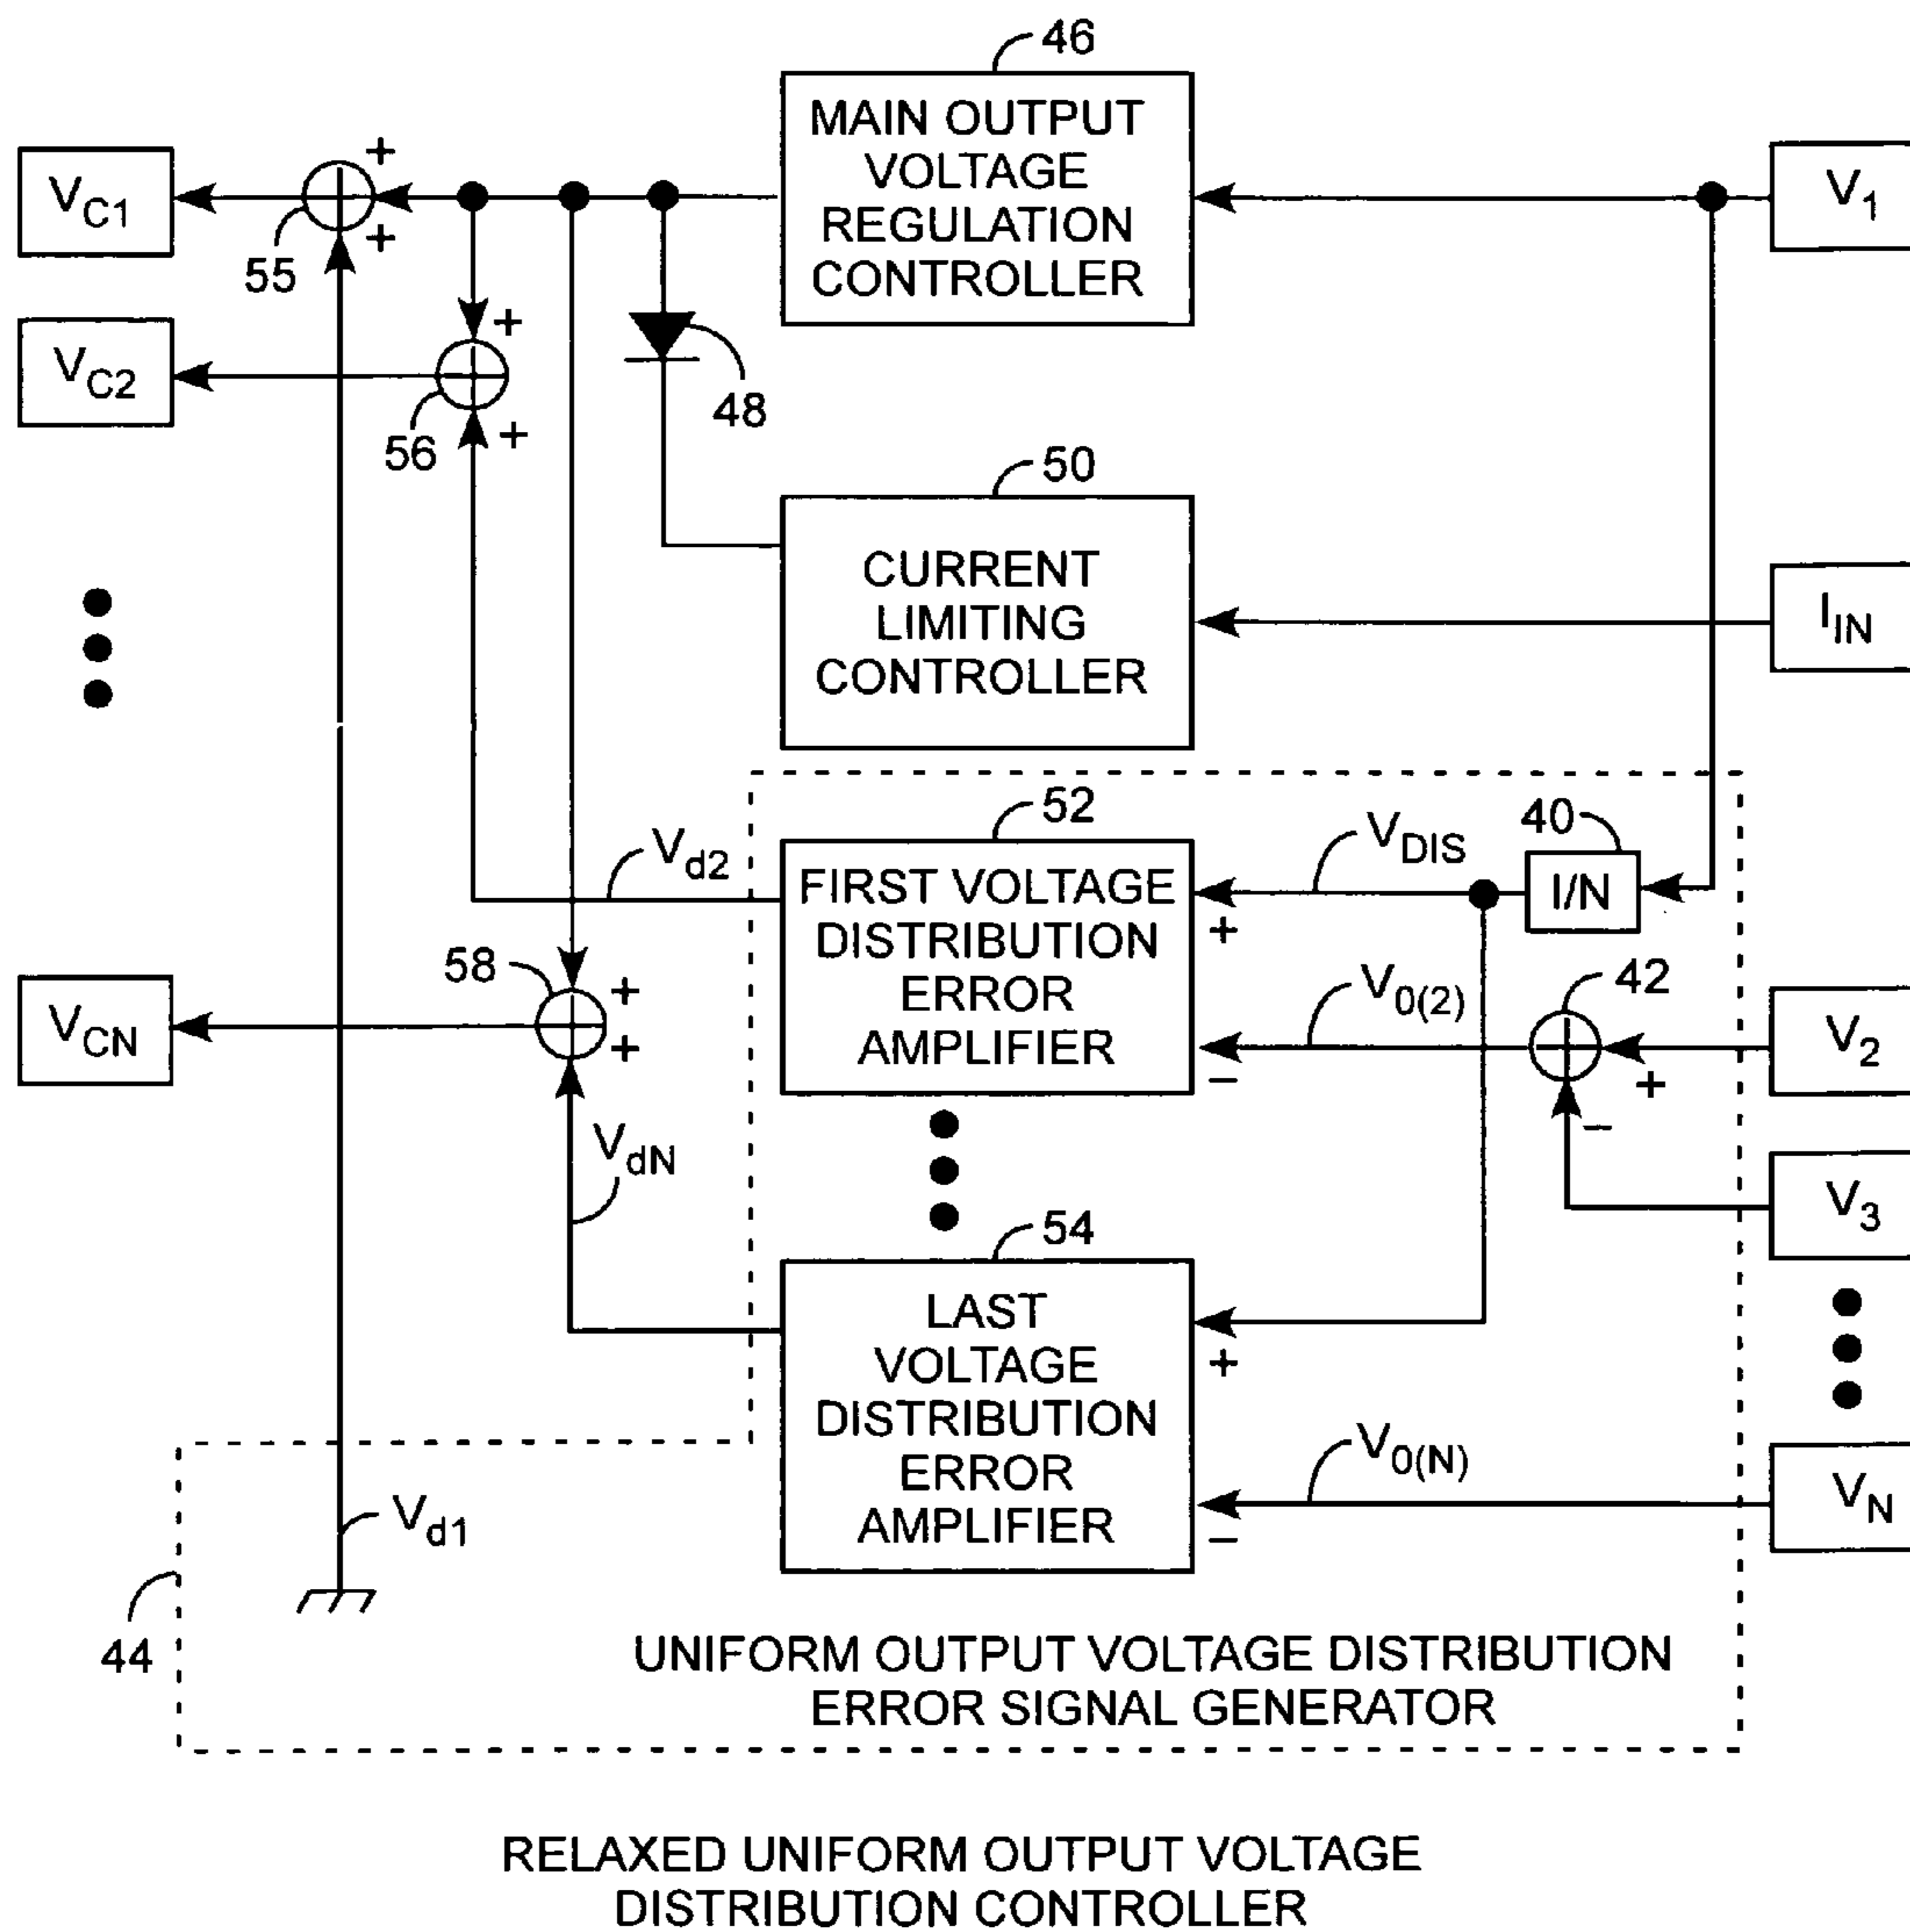 46
MAIN OUTPUT
VOLTAGE
REGULATION
CONTROLLER
V1
VC1
+
+
55
VC2
+
+
56
48
50
CURRENT
LIMITING
CONTROLLER
IIN
52
FIRST VOLTAGE
DISTRIBUTION
ERROR
AMPLIFIER
Vd2
VDIS
+
40
I/N
V0(2)
−
42
+
−
V2
V3
58
+
+
VCN
VdN
54
LAST
VOLTAGE
DISTRIBUTION
ERROR
AMPLIFIER
+
V0(N)
−
VN
Vd1
44
UNIFORM OUTPUT VOLTAGE DISTRIBUTION
ERROR SIGNAL GENERATOR
RELAXED UNIFORM OUTPUT VOLTAGE
DISTRIBUTION CONTROLLER